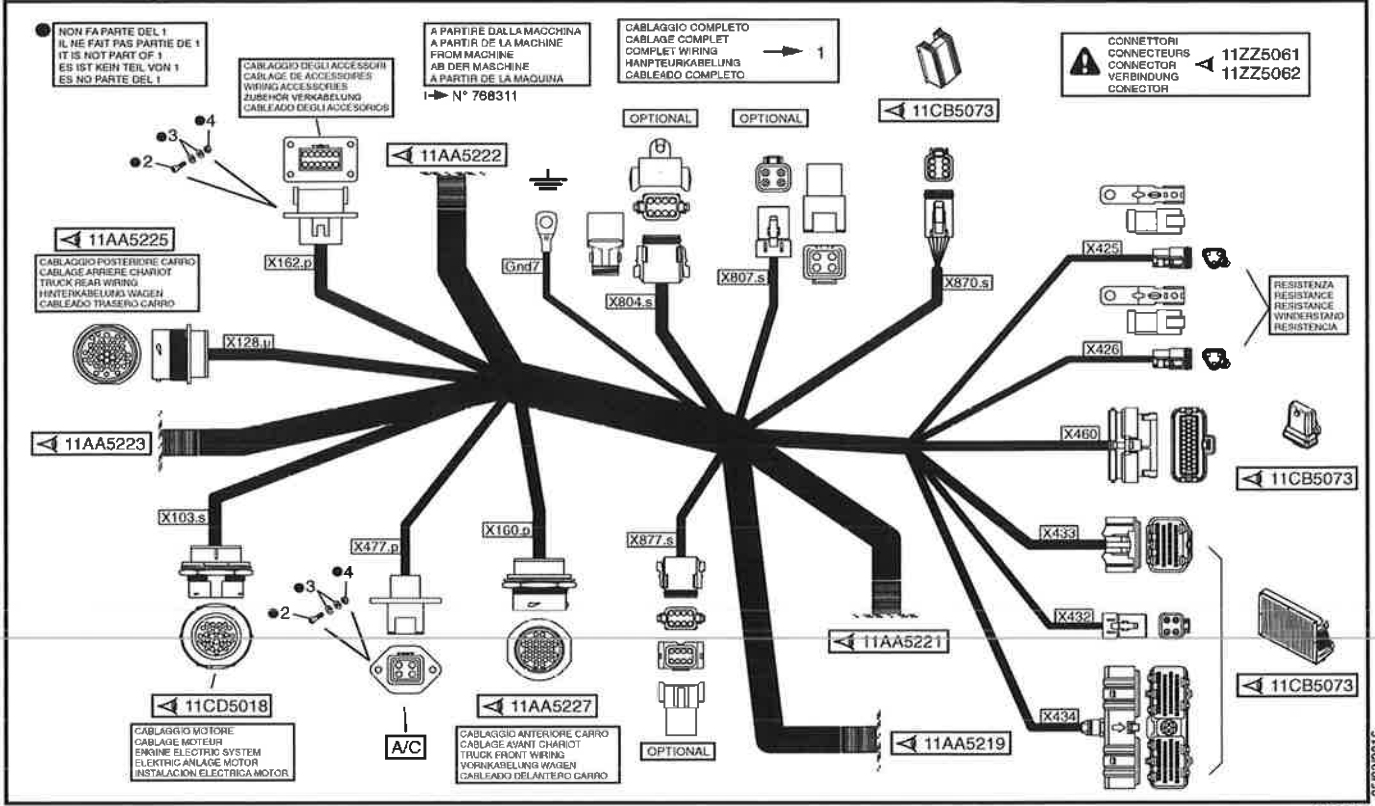 NON FA PARTE DEL 1
IL NE FAIT PAS PARTIE DE 1
IT IS NOT PART OF 1
ES IST KEIN TEIL VON 1
ES NO PARTE DEL 1
A PARTIRE DALLA MACCHINA
A PARTIR DE LA MACHINE
FROM MACHINE
AB DER MASCHINE
A PARTIR DE LA MAQUINA
N° 768311
CABLAGGIO COMPLETO
CABLAGE COMPLET
COMPLET WIRING
HANPTEURKABELUNG
CABLEADO COMPLETO
1
11CB5073
CONNETTORI
CONNECTEURS
CONNECTOR
VERBINDUNG
CONECTOR
11ZZ5061
11ZZ5062
CABLAGGIO DEGLI ACCESSORI
CABLAGE DE ACCESSOIRES
WIRING ACCESSORIES
ZUBEHÖR VERKABELUNG
CABLEADO DEGLI ACCESORIOS
OPTIONAL
OPTIONAL
4
3
2
11AA5222
11AA5225
CABLAGGIO POSTERIORE CARRO
CABLAGE ARRIERE CHARIOT
TRUCK REAR WIRING
HINTERKABELUNG WAGEN
CABLEADO TRASERO CARRO
X162.p
Gnd7
X804.s
X807.s
X870.s
X425
RESISTENZA
RESISTANCE
RESISTANCE
WINDERSTAND
RESISTENCIA
X128.p
X426
11AA5223
X460
11CB5073
X103.s
X477.p
X160.p
X877.s
X433
4
3
2
X432
11AA5221
11CB5073
11CD5018
CABLAGGIO MOTORE
CABLAGE MOTEUR
ENGINE ELECTRIC SYSTEM
ELEKTRIC ANLAGE MOTOR
INSTALACION ELECTRICA MOTOR
A/C
11AA5227
CABLAGGIO ANTERIORE CARRO
CABLAGE AVANT CHARIOT
TRUCK FRONT WIRING
VORNKABELUNG WAGEN
CABLEADO DELANTERO CARRO
OPTIONAL
X434
11AA5219